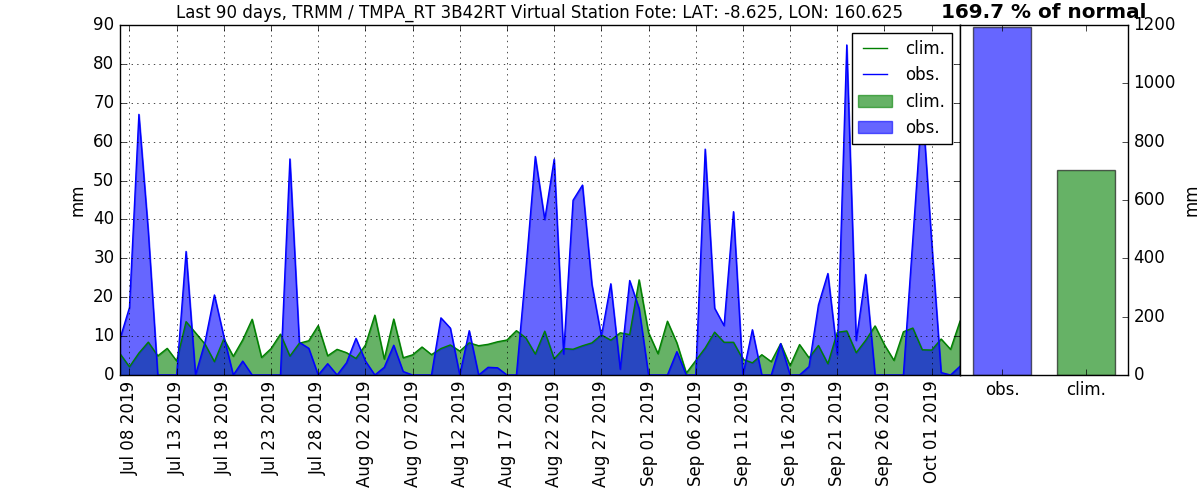 Last 90 days, TRMM / TMPA_RT 3B42RT Virtual Station Fote: LAT: -8.625, LON: 160.625
169.7 % of normal
90
80
70
60
50
40
30
20
10
0
mm
clim.
obs.
clim.
obs.
1200
1000
800
600
400
200
0
mm
Jul 08 2019
Jul 13 2019
Jul 18 2019
Jul 23 2019
Jul 28 2019
Aug 02 2019
Aug 07 2019
Aug 12 2019
Aug 17 2019
Aug 22 2019
Aug 27 2019
Sep 01 2019
Sep 06 2019
Sep 11 2019
Sep 16 2019
Sep 21 2019
Sep 26 2019
Oct 01 2019
obs.
clim.